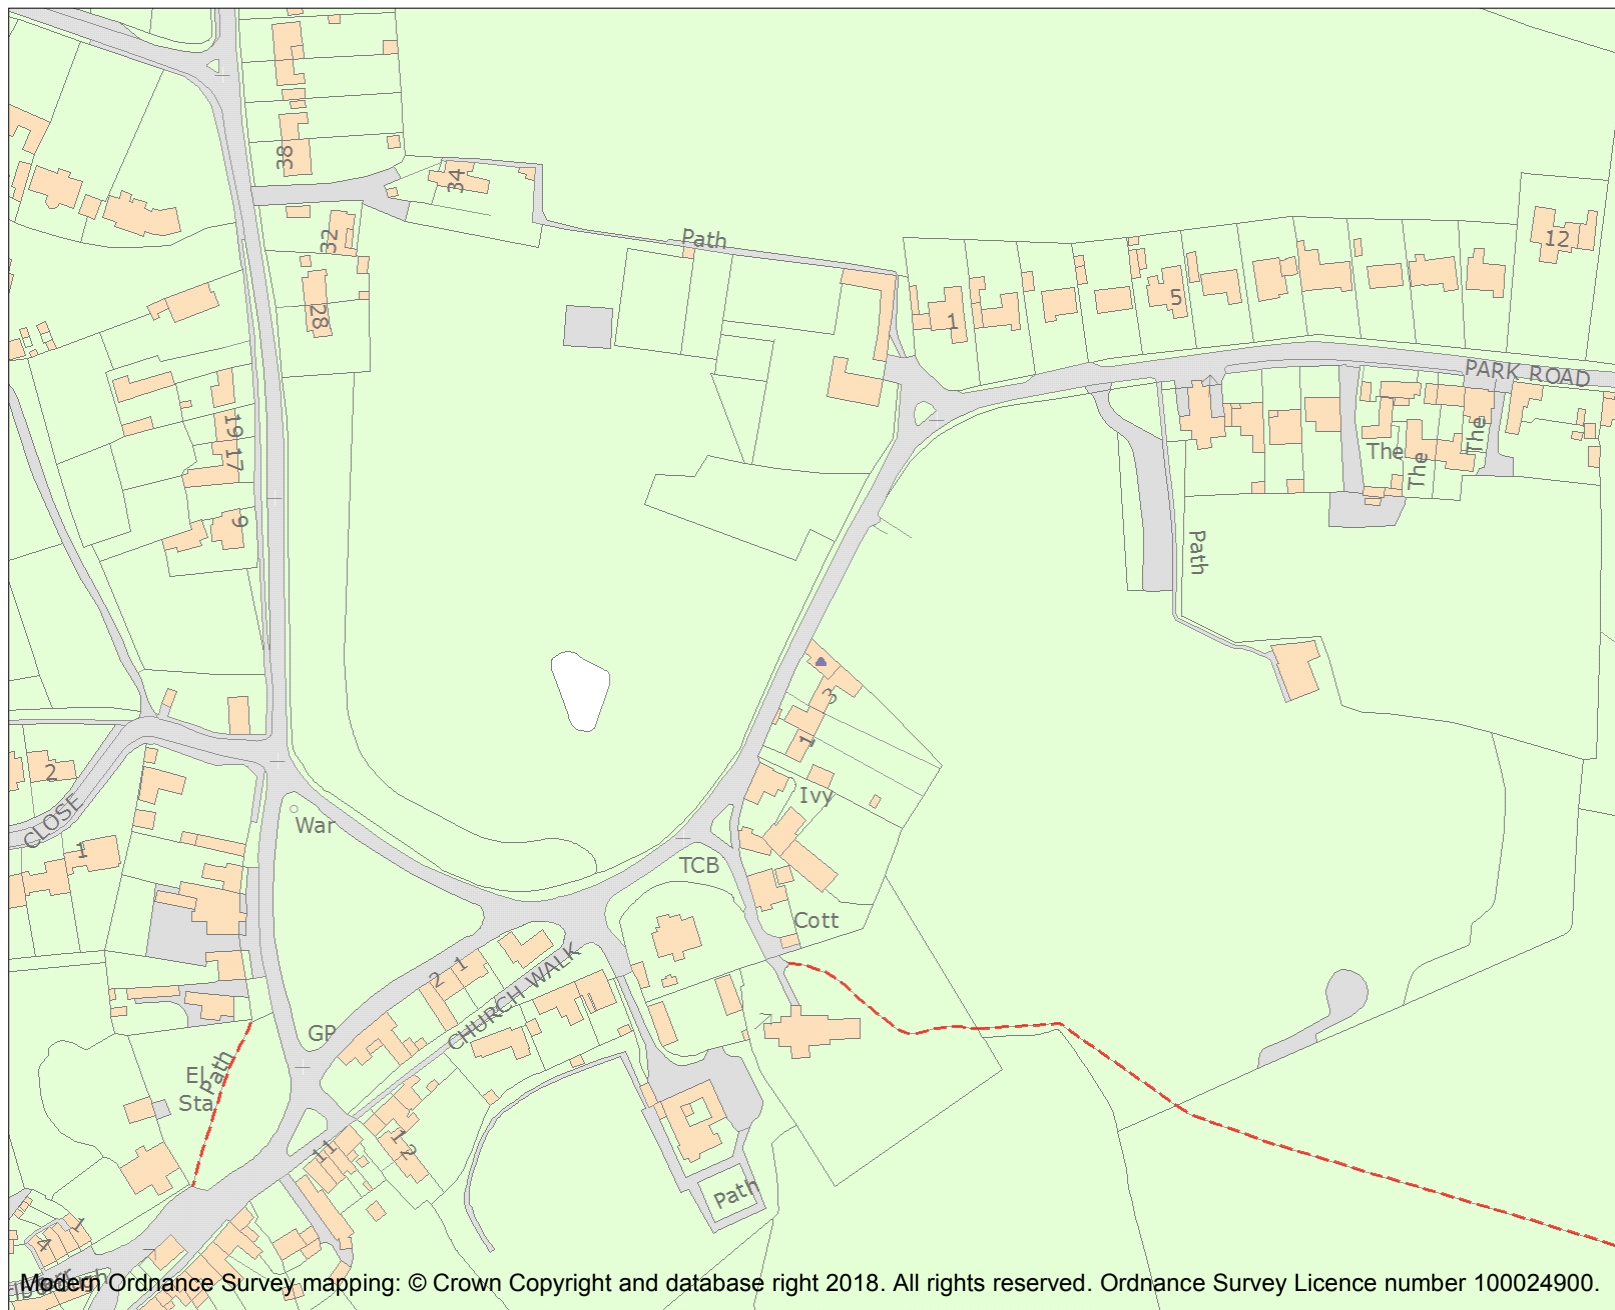 38
34
32
28
Path
12
1
5
PARK ROAD
The
The
The
19
17
9
Path
3
1
Ivy
2
CLOSE
1
War
TCB
Cott
2 1
CHURCH WALK
GP
Path
El
Sta
11
1 2
Path
1
4
Modern Ordnance Survey mapping: © Crown Copyright and database right 2018. All rights reserved. Ordnance Survey Licence number 100024900.